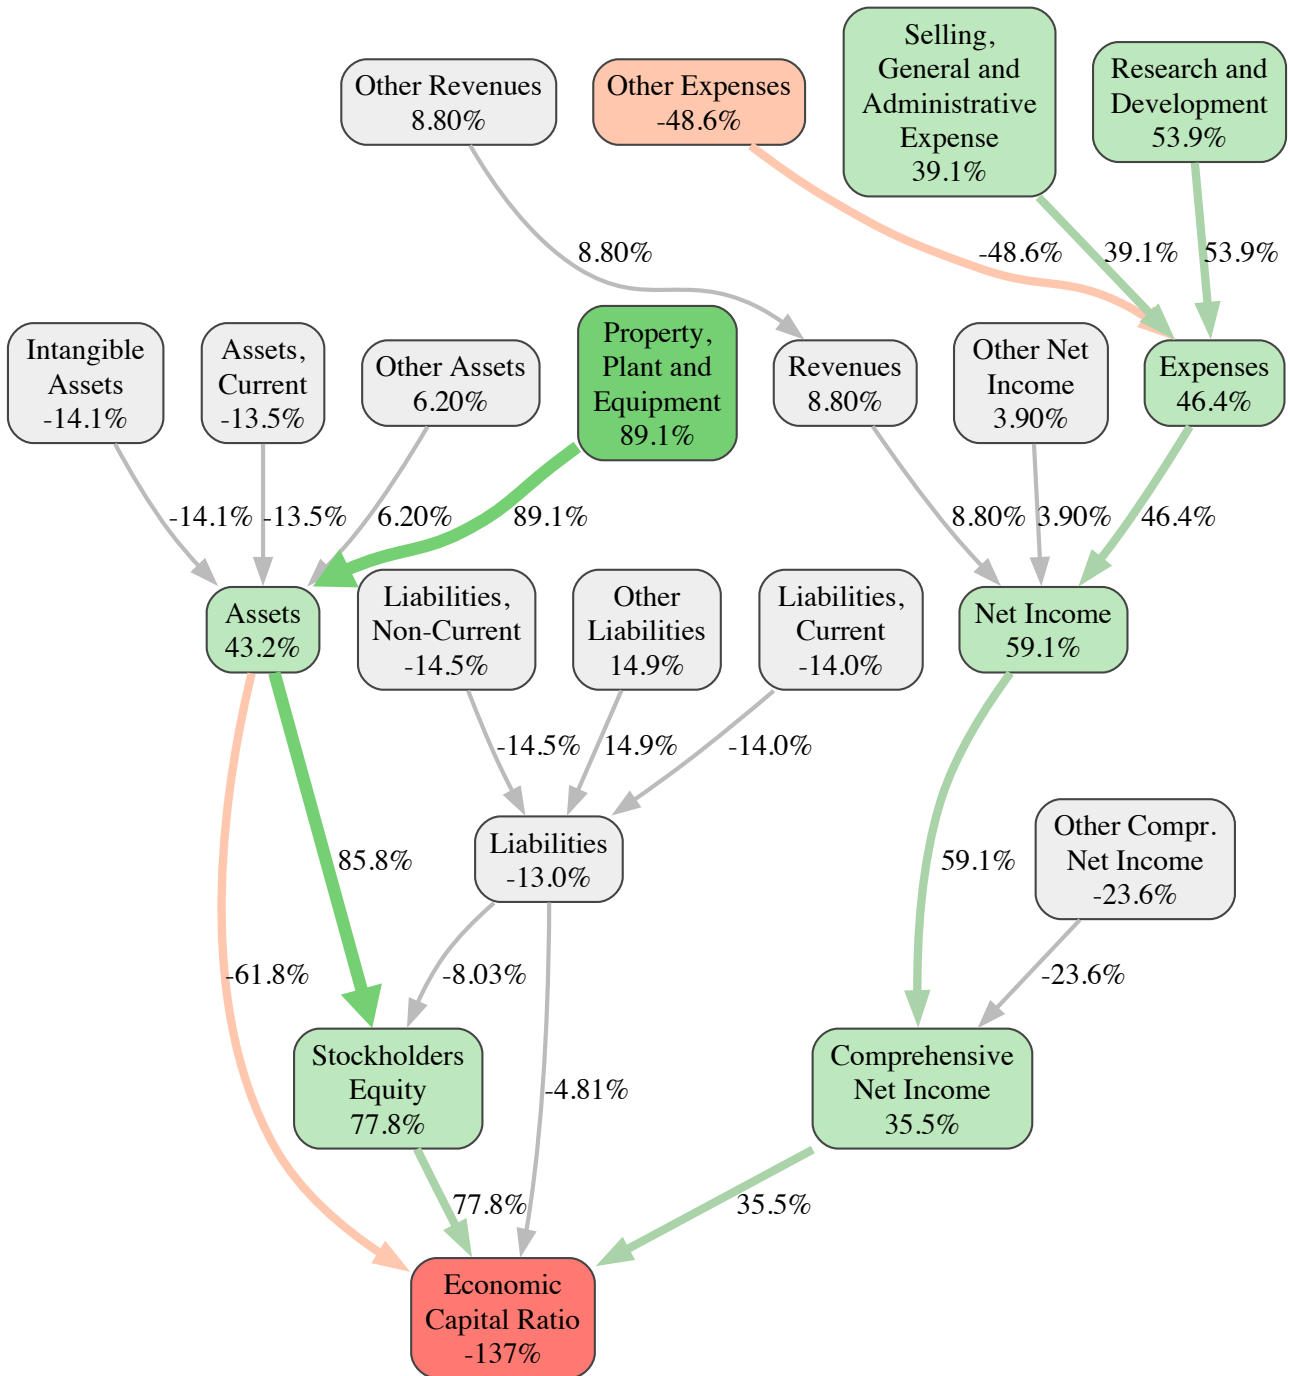 Selling,
General and
Administrative
Expense
39.1%
Research and
Development
53.9%
Other Revenues
8.80%
Other Expenses
-48.6%
8.80%
-48.6%
39.1%
53.9%
Intangible
Assets
-14.1%
Assets,
Current
-13.5%
Other Assets
6.20%
Property,
Plant and
Equipment
89.1%
Revenues
8.80%
Other Net
Income
3.90%
Expenses
46.4%
-14.1%
-13.5%
6.20%
89.1%
8.80%
3.90%
46.4%
Assets
43.2%
Liabilities,
Non-Current
-14.5%
Other
Liabilities
14.9%
Liabilities,
Current
-14.0%
Net Income
59.1%
-14.5%
14.9%
-14.0%
Liabilities
-13.0%
Other Compr.
Net Income
-23.6%
85.8%
59.1%
-61.8%
-8.03%
-23.6%
Stockholders
Equity
77.8%
-4.81%
Comprehensive
Net Income
35.5%
77.8%
35.5%
Economic
Capital Ratio
-137%